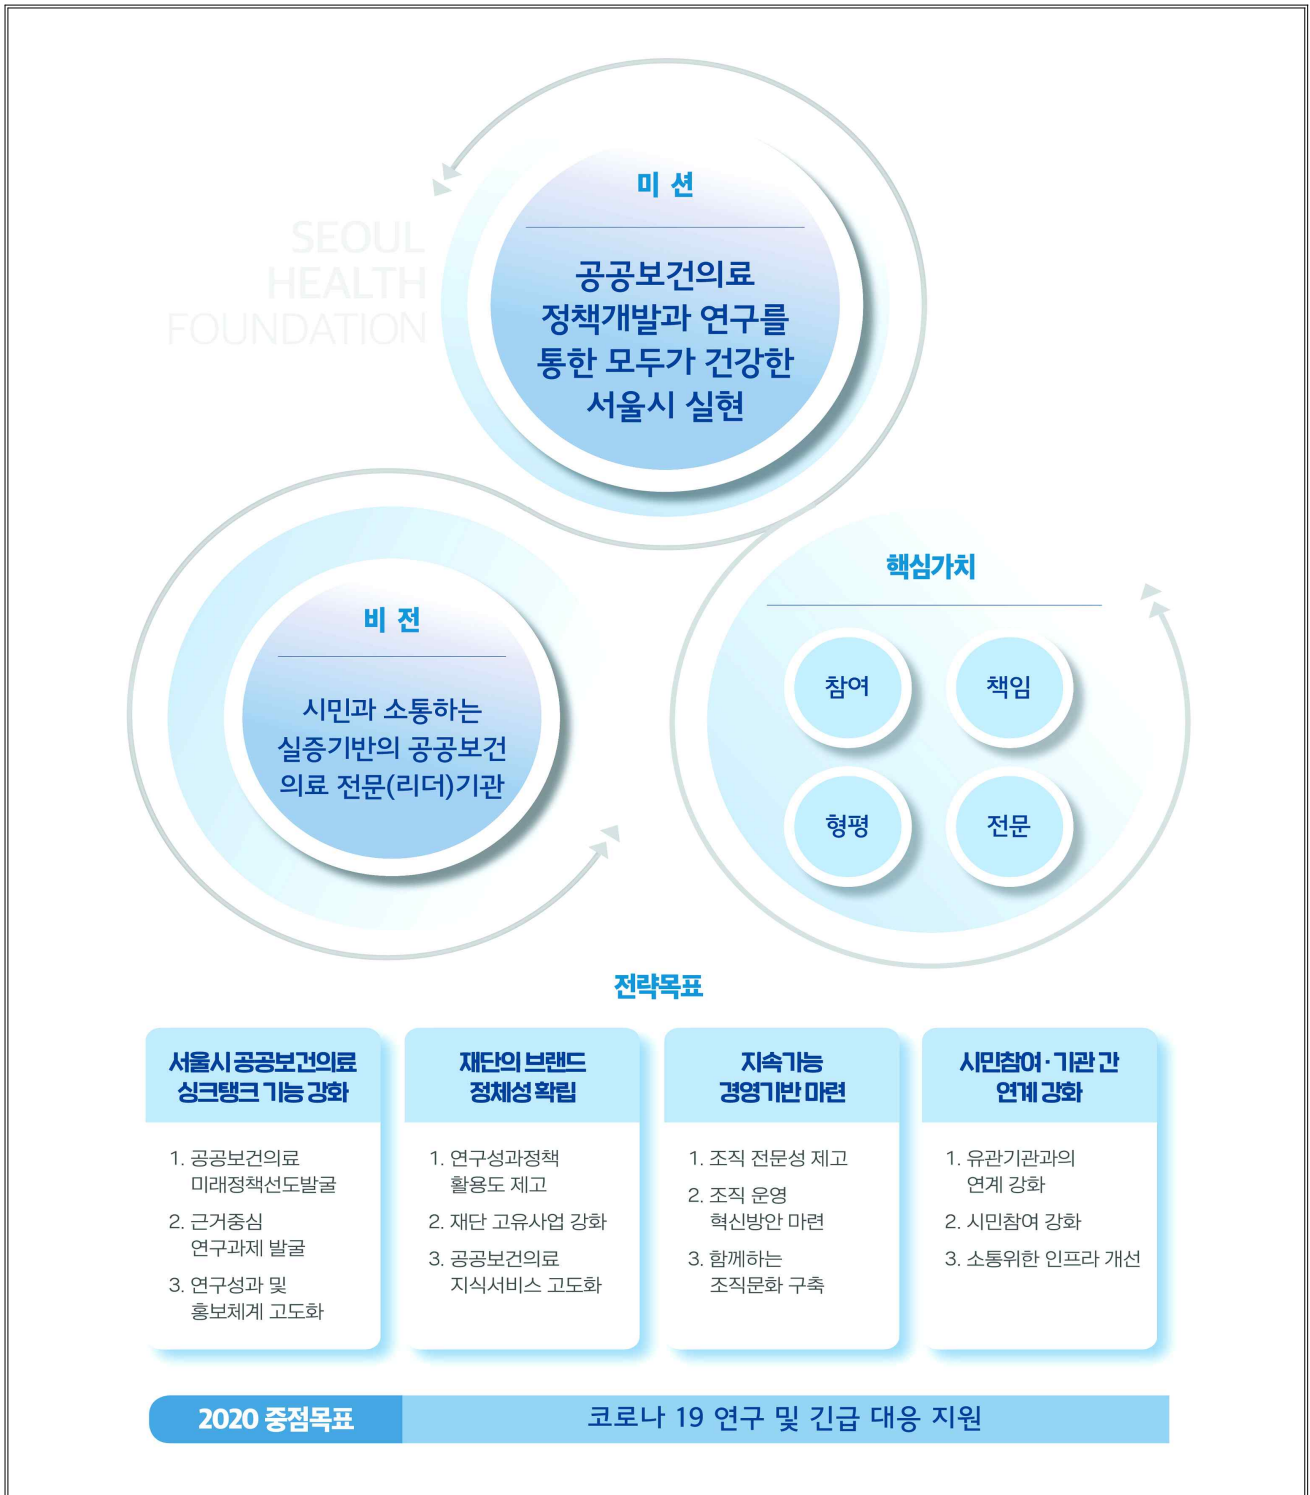 SEOUL
HEALTH
FOUNDATION
미 션
공공보건의료
정책개발과 연구를
통한 모두가 건강한
서울시 실현
비 전
시민과 소통하는
실증기반의 공공보건
의료 전문(리더)기관
핵심가치
참여
책임
형평
전문
전략목표
서울시 공공보건의료
싱크탱크 기능 강화
1. 공공보건의료
미래정책선도발굴
2. 근거중심
연구과제 발굴
3. 연구성과 및
홍보체계 고도화
재단의 브랜드
정체성 확립
1. 연구성과정책
활용도 제고
2. 재단 고유사업 강화
3. 공공보건의료
지식서비스 고도화
지속가능
경영기반 마련
1. 조직 전문성 제고
2. 조직 운영
혁신방안 마련
3. 함께하는
조직문화 구축
시민참여·기관 간
연계 강화
1. 유관기관과의
연계 강화
2. 시민참여 강화
3. 소통위한 인프라 개선
2020 중점목표
코로나 19 연구 및 긴급 대응 지원